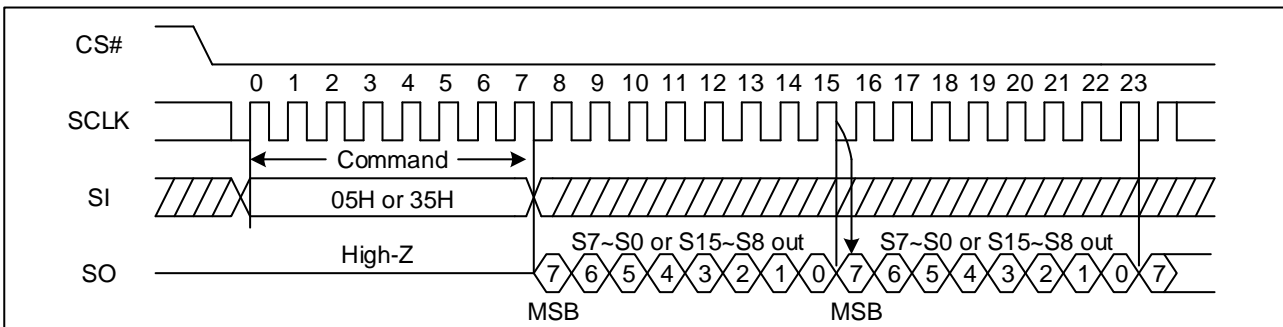 CS#
0 1 2 3 4 5 6 7 8 9 10 11 12 13 14 15 16 17 18 19 20 21 22 23
SCLK
Command
SI
05H or 35H
High-Z
S7~S0 or S15~S8 out
S7~S0 or S15~S8 out
SO
7 6 5 4 3 2 1 0 7 6 5 4 3 2 1 0 7
MSB
MSB